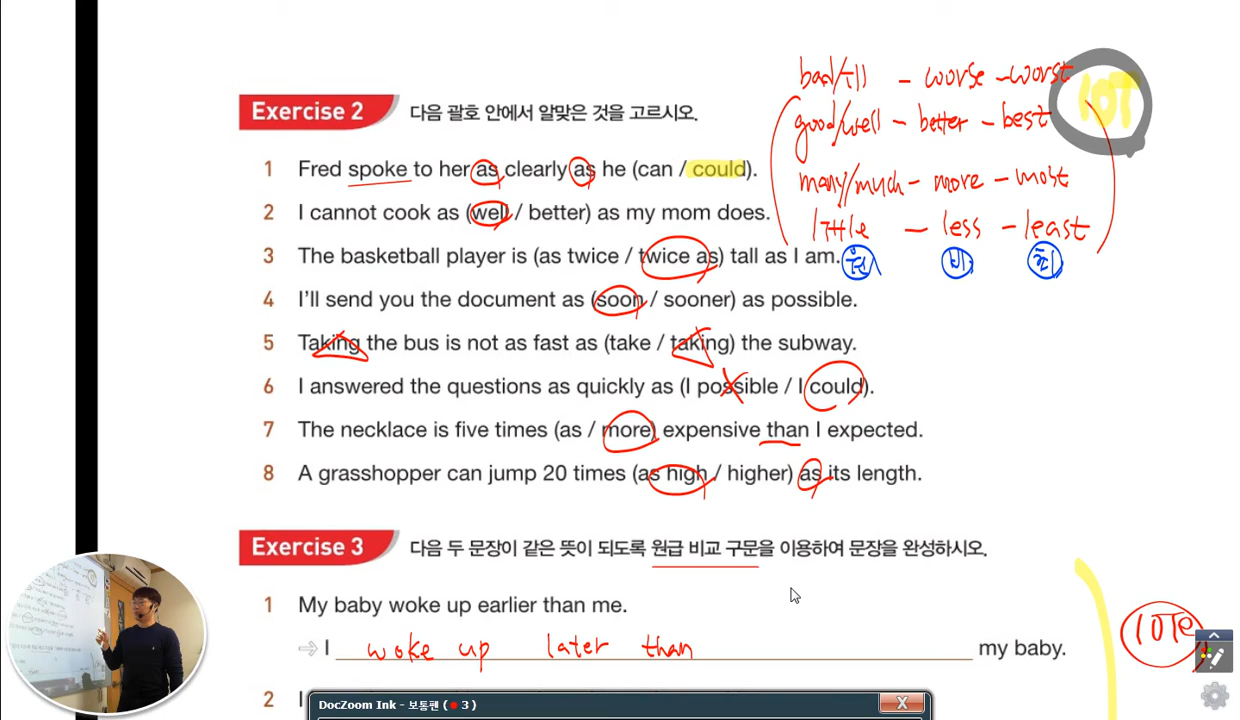 bad/ill - worse - worst
good/well - better - best
many/much - more - most
little - less - least
원 비 최
10T
Exercise 2 다음 괄호 안에서 알맞은 것을 고르시오.
1 Fred spoke to her as clearly as he (can / could).
2 I cannot cook as (well / better) as my mom does.
3 The basketball player is (as twice / twice as) tall as I am.
4 I'll send you the document as (soon / sooner) as possible.
5 Taking the bus is not as fast as (take / taking) the subway.
6 I answered the questions as quickly as (I possible / I could).
7 The necklace is five times (as / more) expensive than I expected.
8 A grasshopper can jump 20 times (as high / higher) as its length.
Exercise 3 다음 두 문장이 같은 뜻이 되도록 원급 비교 구문을 이용하여 문장을 완성하시오.
1 My baby woke up earlier than me.
⇨ I woke up later than my baby.
10Te
2 I
DocZoom Ink - 보통펜 ( 3 )